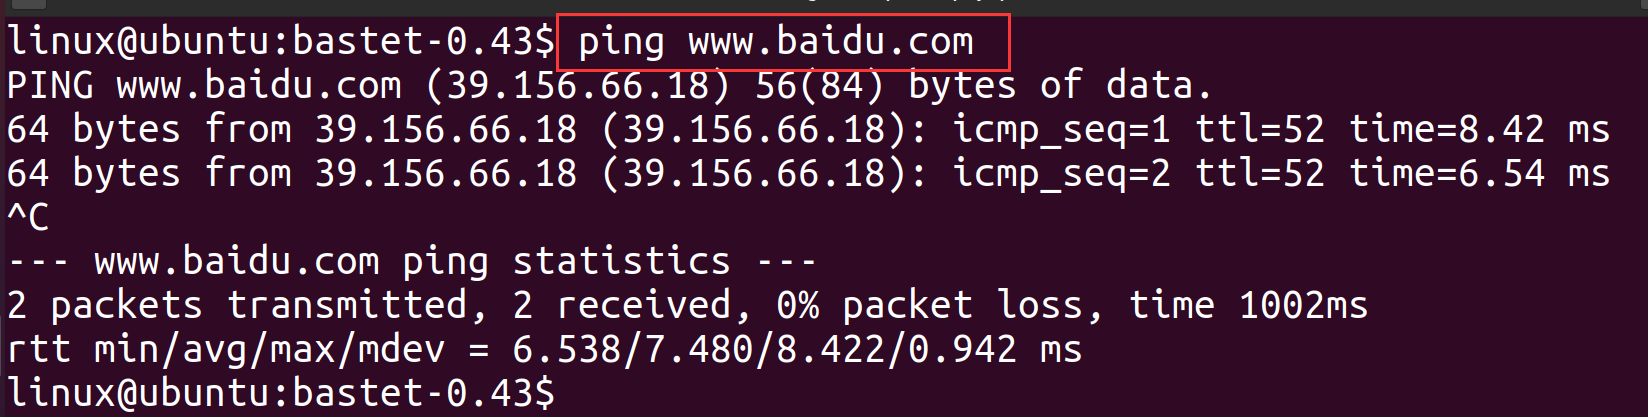 linux@ubuntu:bastet-0.43$ ping www.baidu.com
PING www.baidu.com (39.156.66.18) 56(84) bytes of data.
64 bytes from 39.156.66.18 (39.156.66.18): icmp_seq=1 ttl=52 time=8.42 ms
64 bytes from 39.156.66.18 (39.156.66.18): icmp_seq=2 ttl=52 time=6.54 ms
^C
--- www.baidu.com ping statistics ---
2 packets transmitted, 2 received, 0% packet loss, time 1002ms
rtt min/avg/max/mdev = 6.538/7.480/8.422/0.942 ms
linux@ubuntu:bastet-0.43$